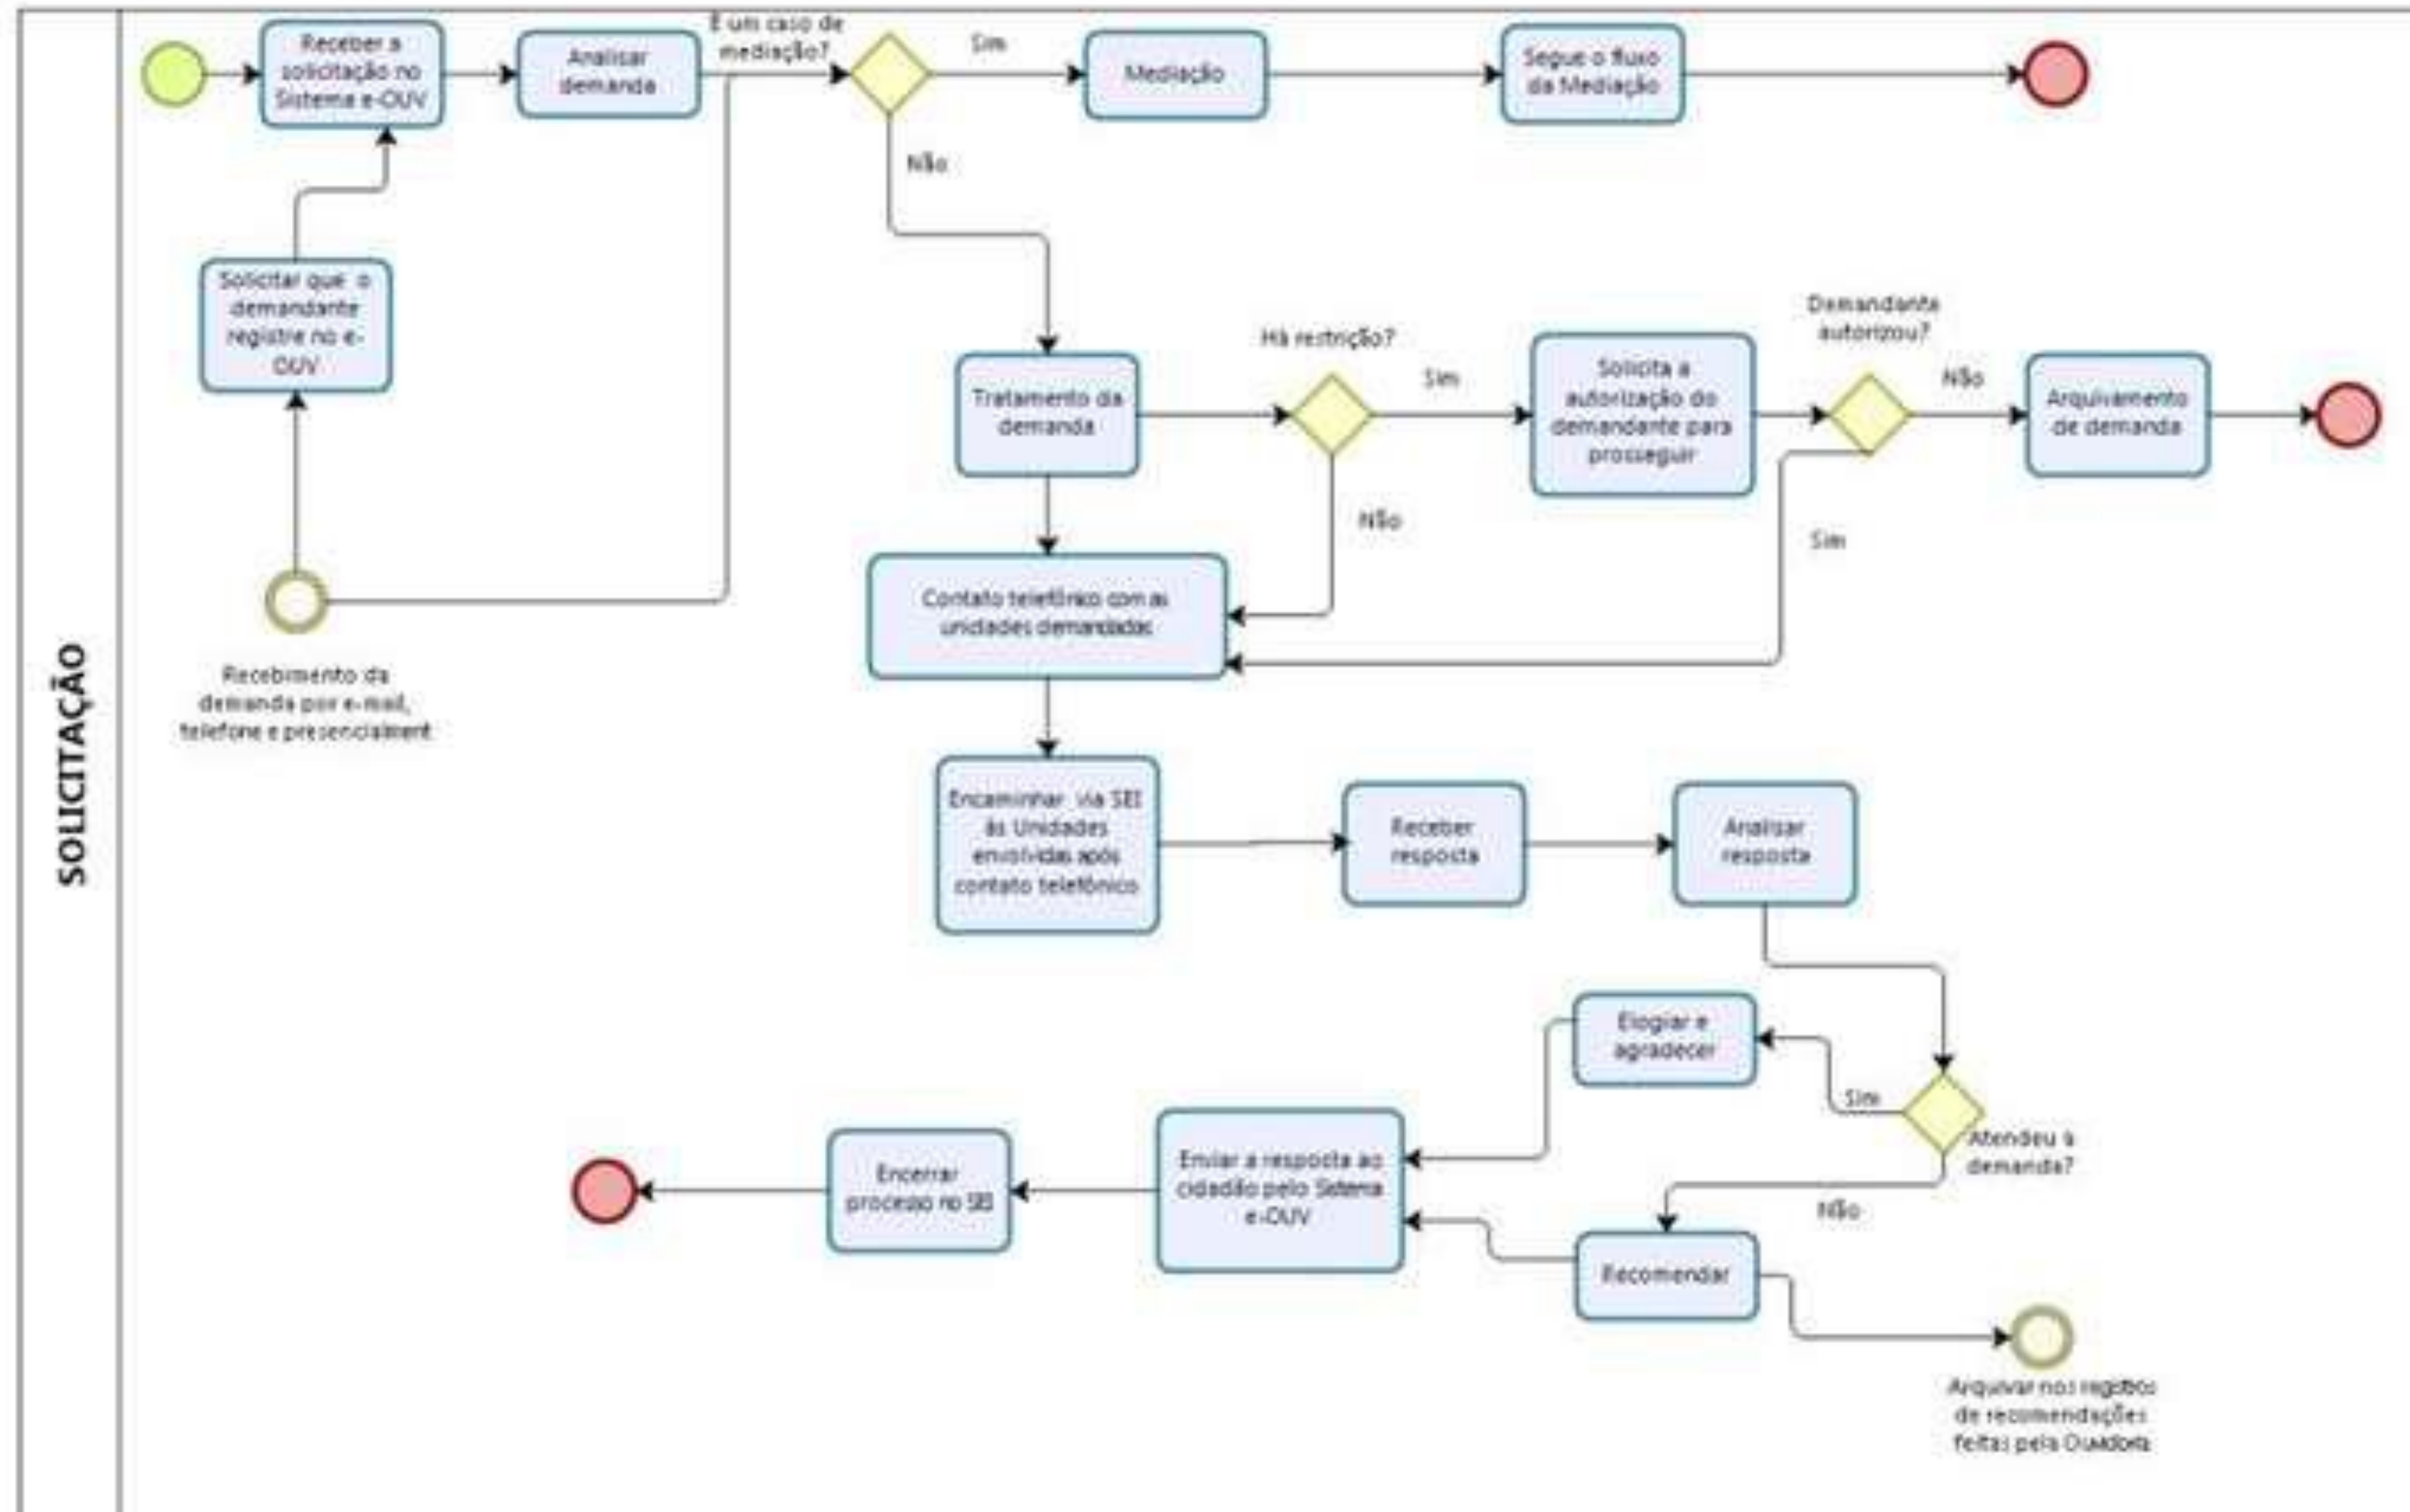 SOLICITAÇÃO
Receber a
solicitação no
Sistema e-OUV
Analisar
demanda
É um caso de
mediação?
Sim
Mediação
Segue o fluxo
da Mediação
Não
Solicitar que o
demandante
registre no e-
OUV
Recebimento da
demanda por e-mail,
telefone e presencialment
Tratamento da
demanda
Há restrição?
Sim
Solicita a
autorização do
demandante para
prosseguir
Demandante
autorizou?
Não
Arquivamento
de demanda
Não
Sim
Contato telefônico com as
unidades demandadas
Encaminhar via SEI
às Unidades
envolvidas após
contato telefônico
Receber
resposta
Analisar
resposta
Elogiar e
agradecer
Sim
Atendeu à
demanda?
Não
Enviar a resposta ao
cidadão pelo Sistema
e-OUV
Encerrar
processo no SEI
Recomendar
Arquivar nos registros
de recomendações
feitas pela Ouvidoria